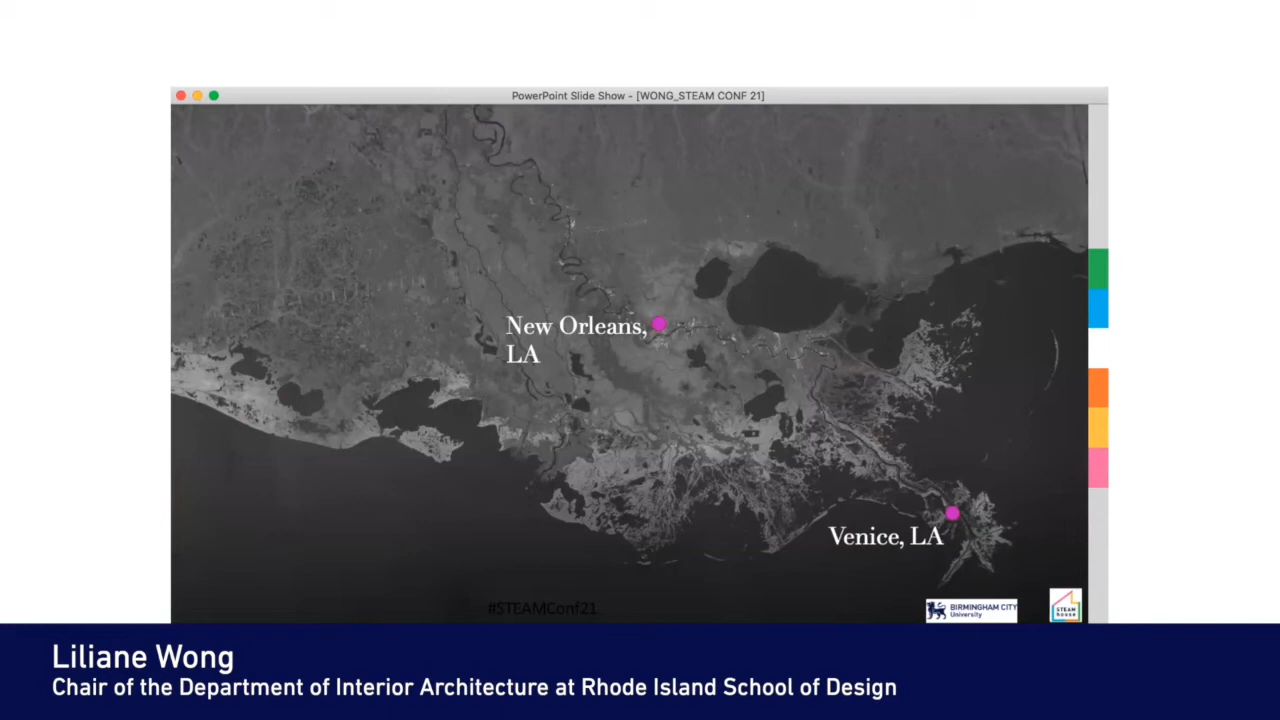 PowerPoint Slide Show - [WONG_STEAM CONF 21]
New Orleans,
LA
Venice, LA
#STEAMConf21
BIRMINGHAM CITY
University
STEAM
house
Liliane Wong
Chair of the Department of Interior Architecture at Rhode Island School of Design